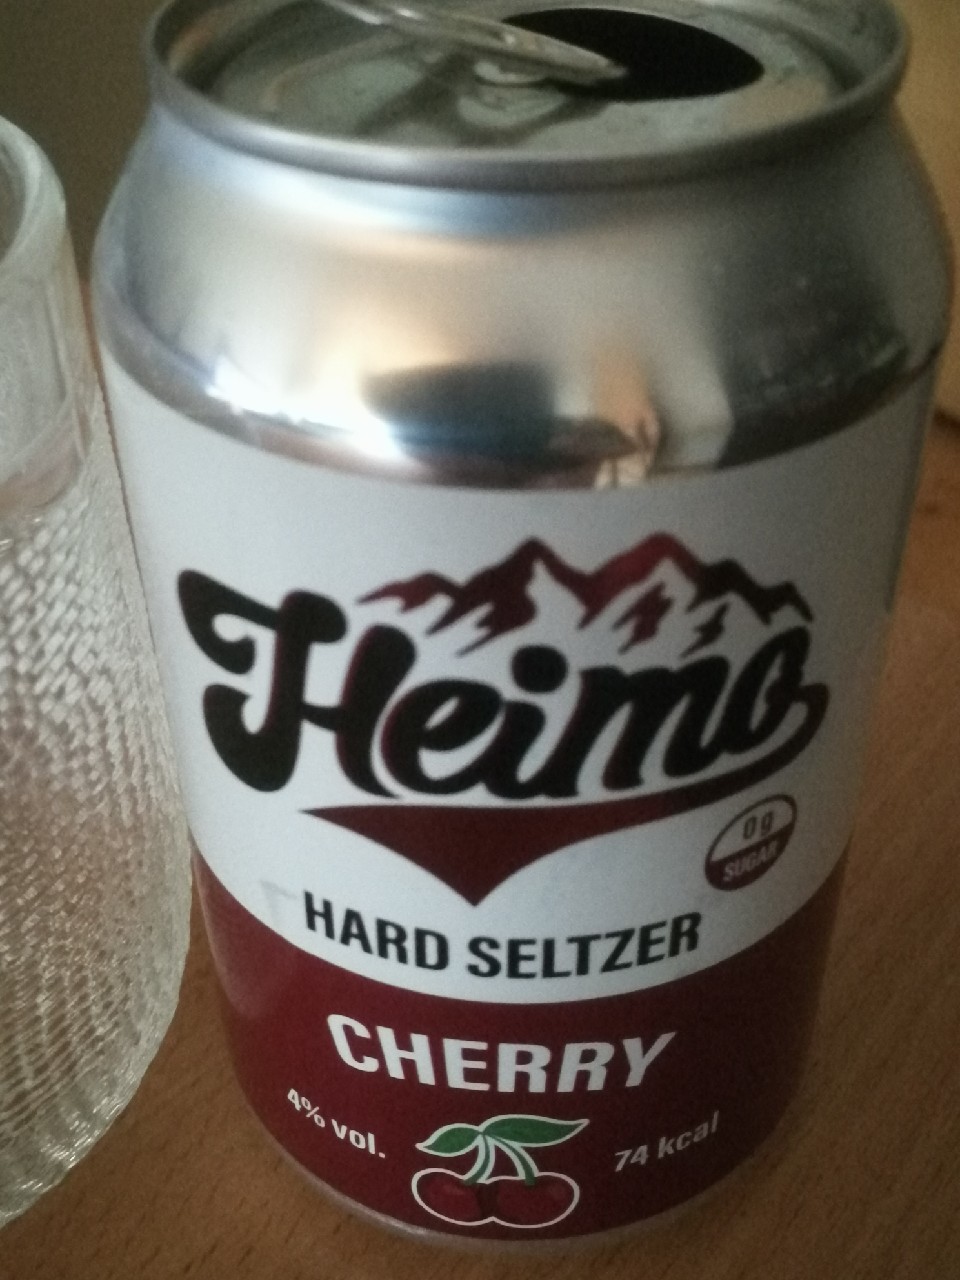 Heimo
0g
SUGAR
HARD SELTZER
CHERRY
4% vol.
74 kcal